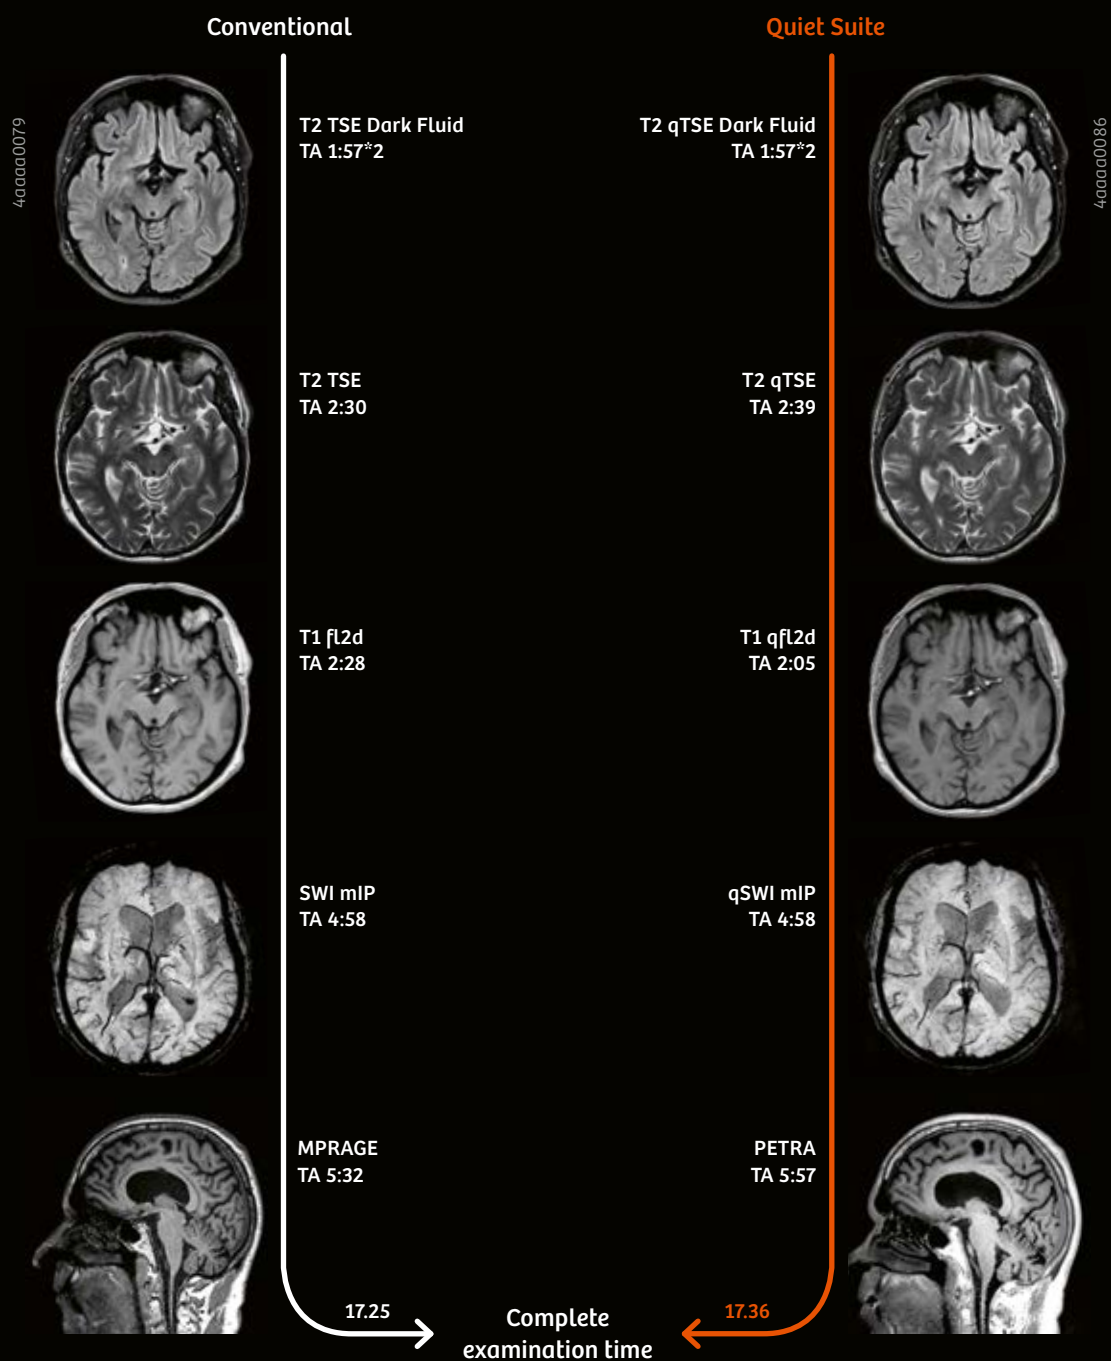 Conventional
Quiet Suite
4aaaa0079
T2 TSE Dark Fluid
TA 1:57*2
T2 qTSE Dark Fluid
TA 1:57*2
4aaaa0086
T2 TSE
TA 2:30
T2 qTSE
TA 2:39
T1 fl2d
TA 2:28
T1 qfl2d
TA 2:05
SWI mIP
TA 4:58
qSWI mIP
TA 4:58
MPRAGE
TA 5:32
PETRA
TA 5:57
17.25
Complete
examination time
17.36